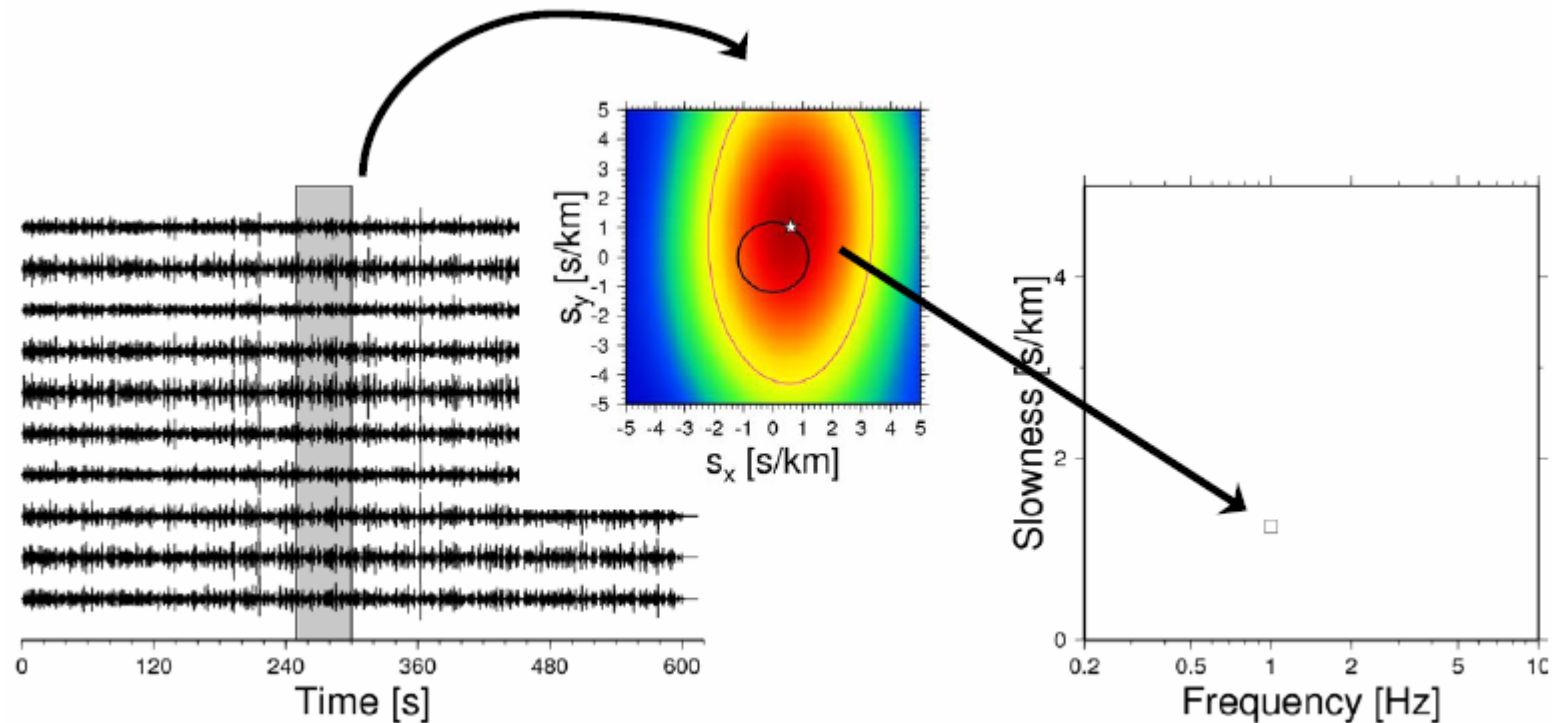 0 120 240 360 480 600
Time [s]
5
4
3
2
1
0
-1
-2
-3
-4
-5
s_y [s/km]
-5 -4 -3 -2 -1 0 1 2 3 4 5
s_x [s/km]
4
2
0
Slowness [s/km]
0.2 0.5 1 2 5 10
Frequency [Hz]